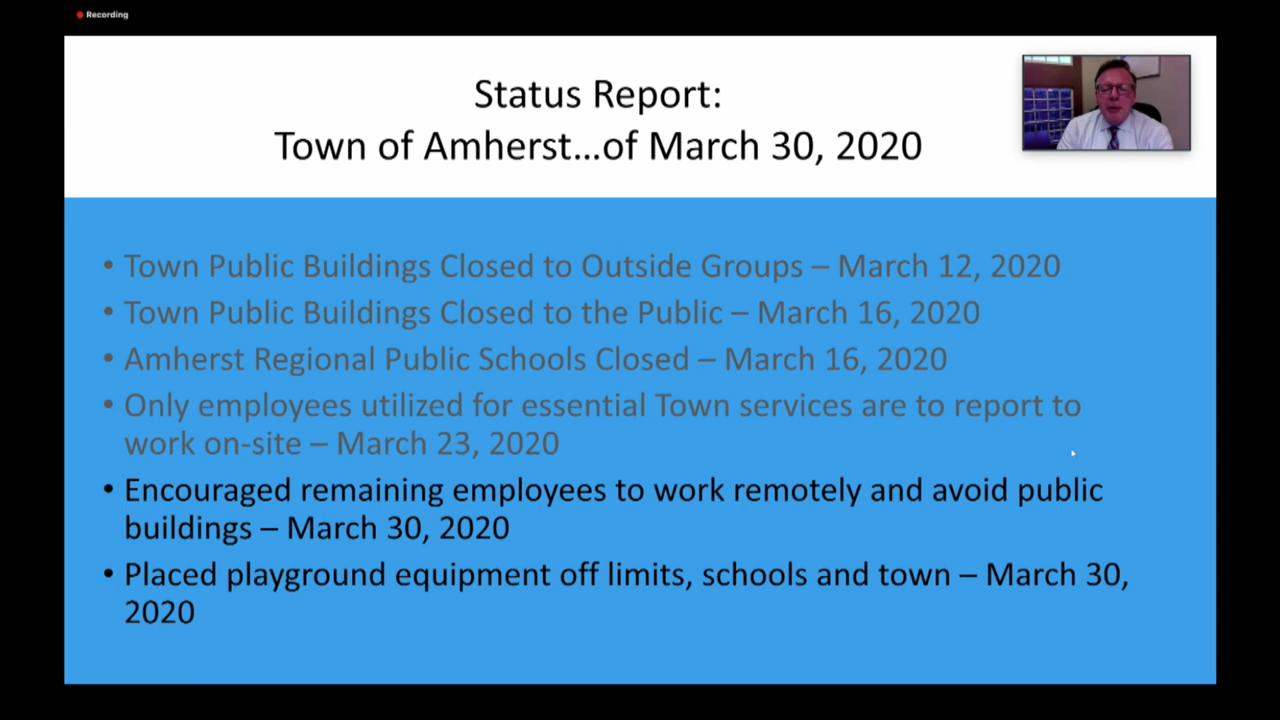 Recording
Status Report:
Town of Amherst...of March 30, 2020
• Town Public Buildings Closed to Outside Groups – March 12, 2020
• Town Public Buildings Closed to the Public – March 16, 2020
• Amherst Regional Public Schools Closed – March 16, 2020
• Only employees utilized for essential Town services are to report to
work on-site – March 23, 2020
• Encouraged remaining employees to work remotely and avoid public
buildings – March 30, 2020
• Placed playground equipment off limits, schools and town – March 30,
2020